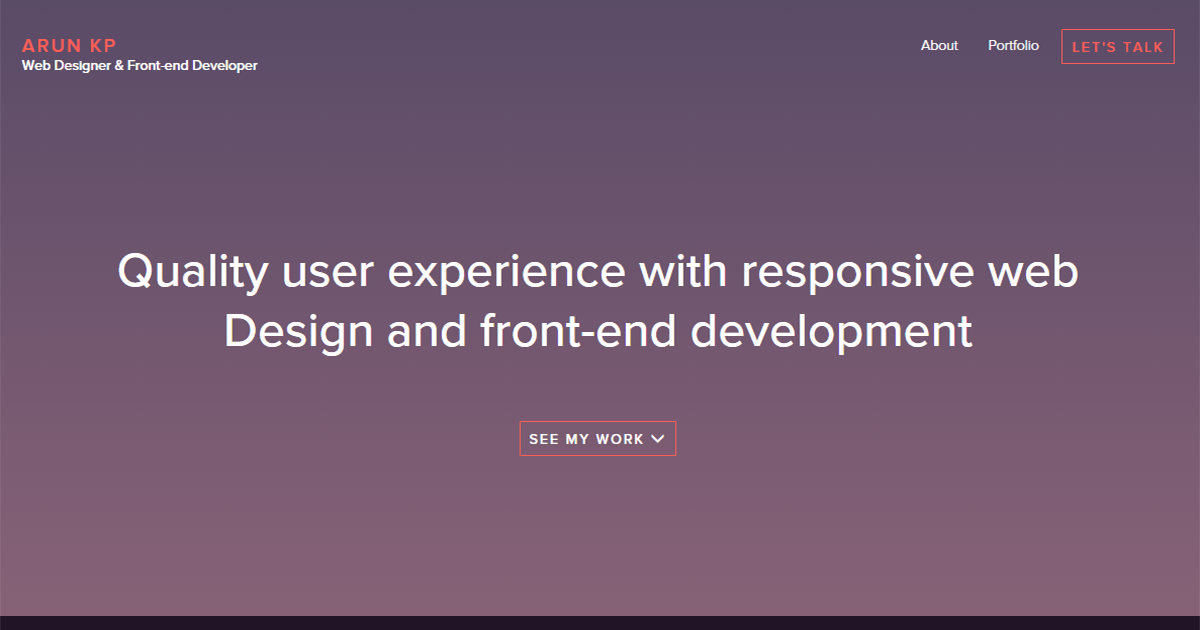 ARUN KP
Web Designer & Front-end Developer
About
Portfolio
LET'S TALK
Quality user experience with responsive web
Design and front-end development
SEE MY WORK